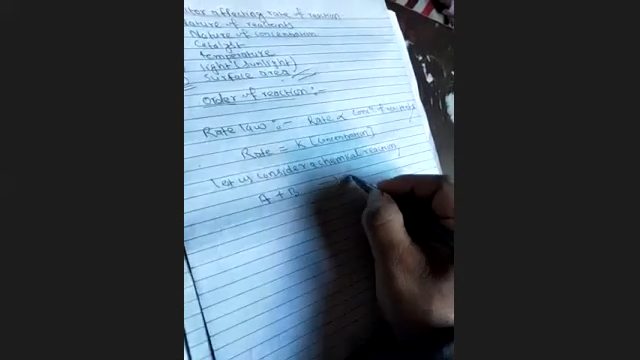 affecting rate of reaction
Nature of reactants
Nature of concentration
Catalyst
Temperature
light (sunlight)
Surface area
Order of reaction :-
Rate law :- Rate ∝ conc. of reactants
Rate = K [concentration]
let us consider a chemical reaction,
A + B